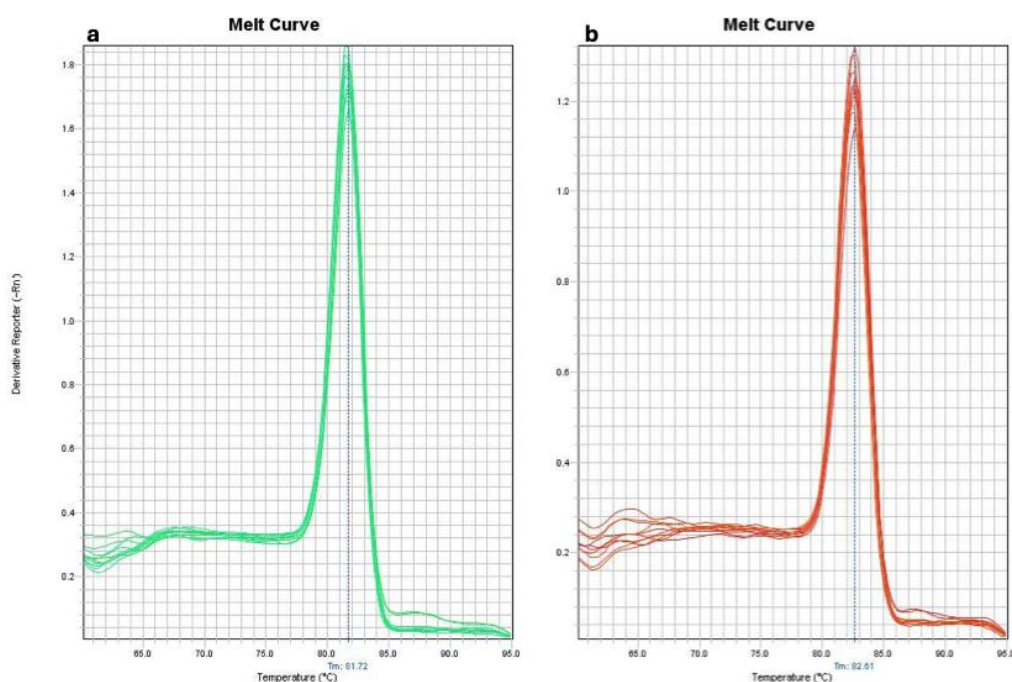 a
Melt Curve
Derivative Reporter (-Rn')
1.8
1.6
1.4
1.2
1.0
0.8
0.6
0.4
0.2
65.0 70.0 75.0 80.0 85.0 90.0 95.0
Tm: 81.72
Temperature (°C)
b
Melt Curve
1.2
1.0
0.8
0.6
0.4
0.2
65.0 70.0 75.0 80.0 85.0 90.0 95.0
Tm: 82.61
Temperature (°C)